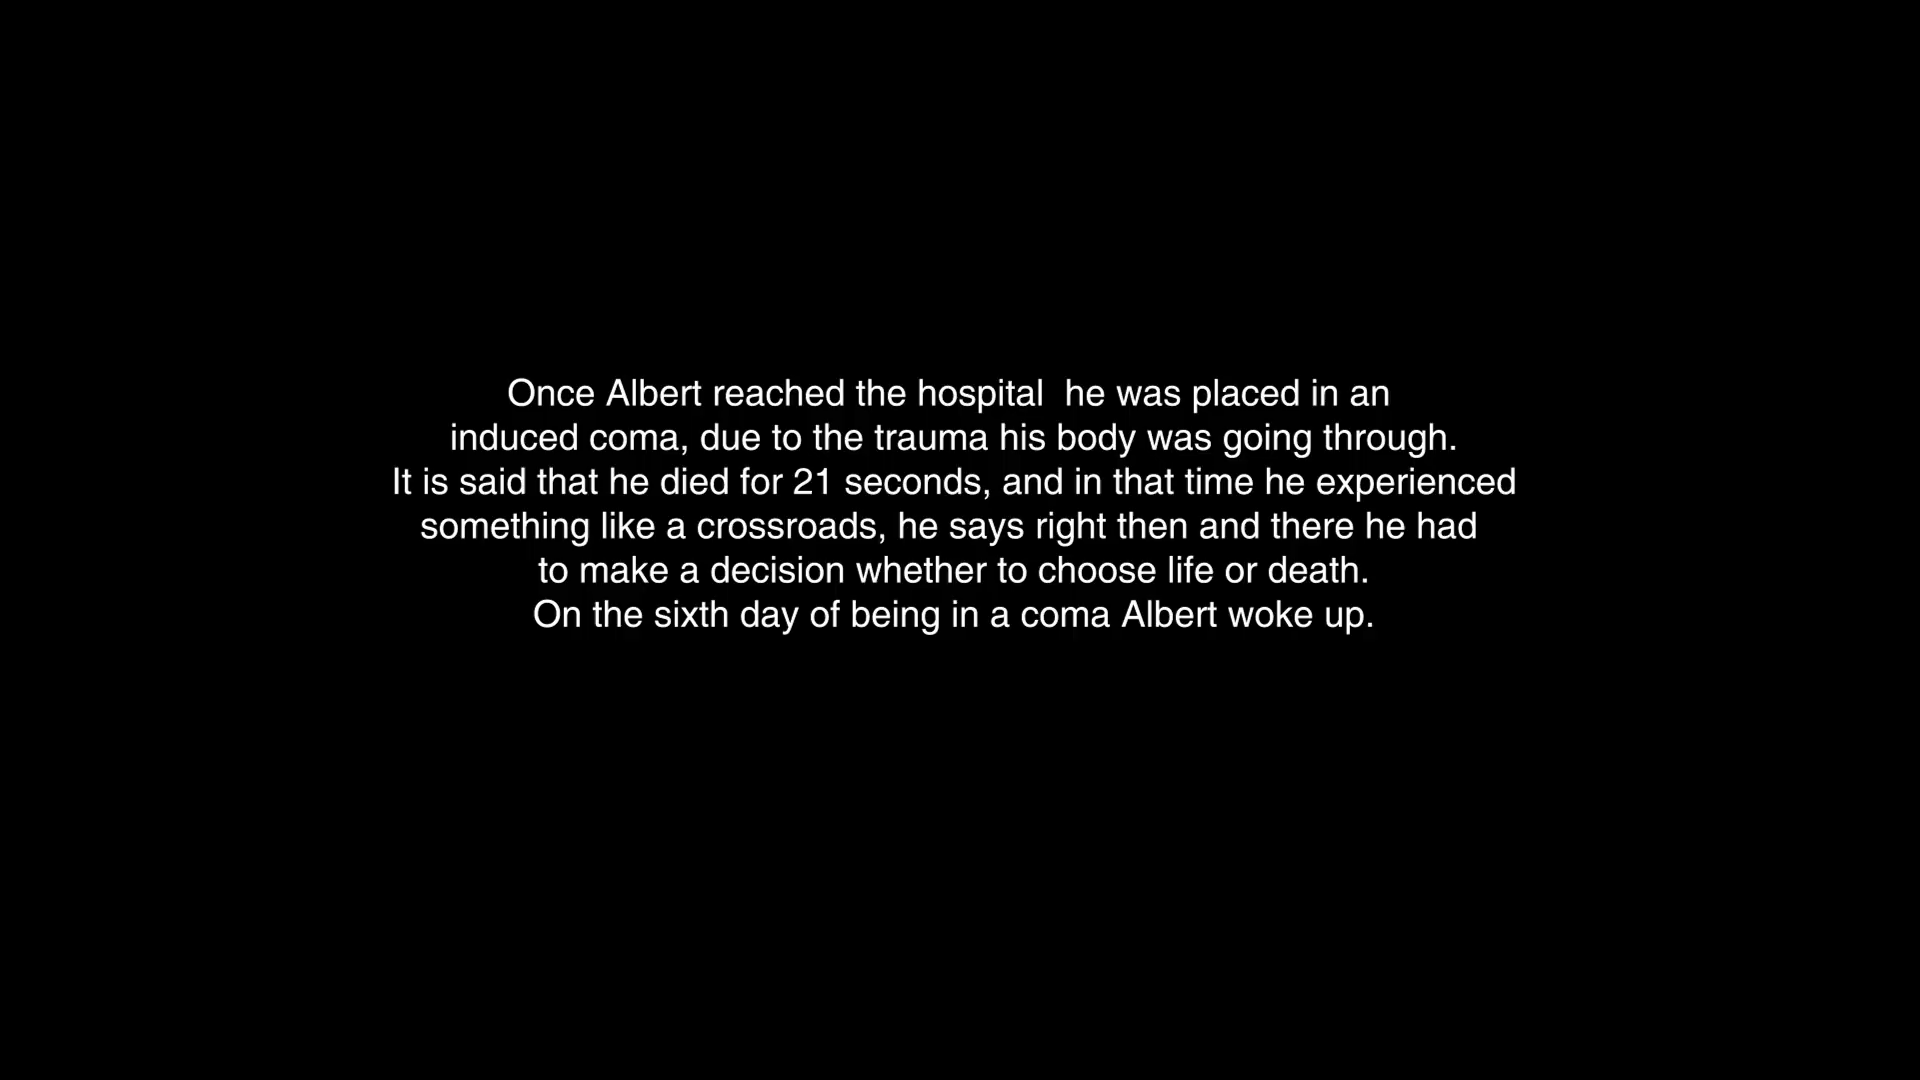 Once Albert reached the hospital  he was placed in an
induced coma, due to the trauma his body was going through.
It is said that he died for 21 seconds, and in that time he experienced
something like a crossroads, he says right then and there he had
to make a decision whether to choose life or death.
On the sixth day of being in a coma Albert woke up.